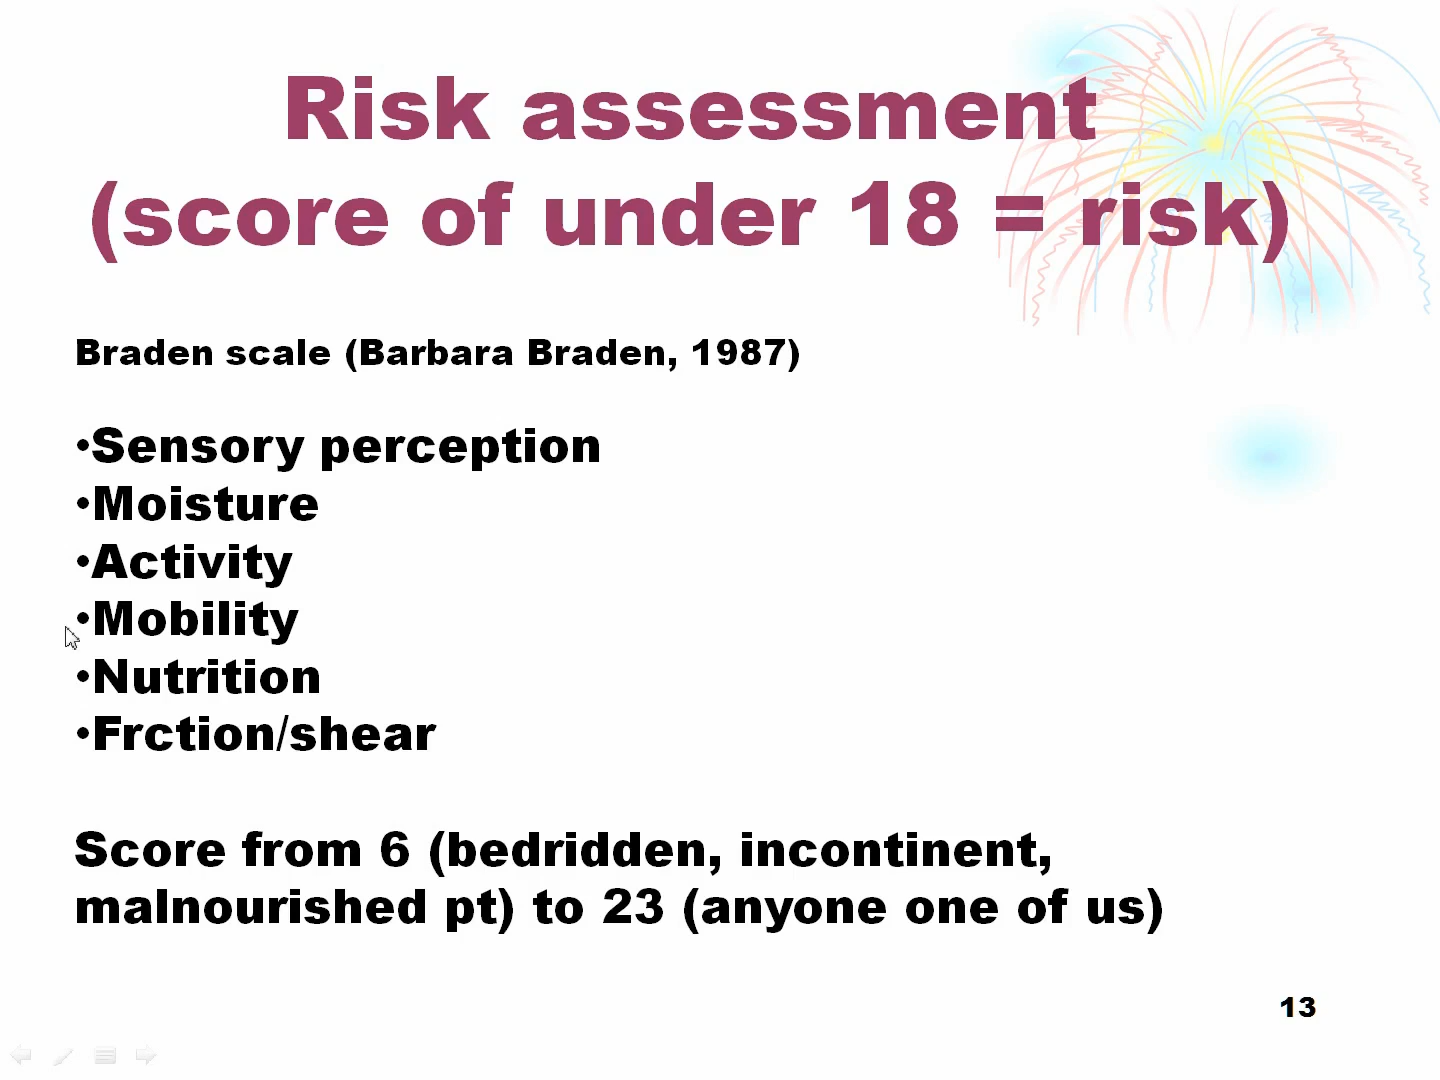 Risk assessment
(score of under 18 = risk)
Braden scale (Barbara Braden, 1987)
•Sensory perception
•Moisture
•Activity
•Mobility
•Nutrition
•Frction/shear
Score from 6 (bedridden, incontinent,
malnourished pt) to 23 (anyone one of us)
13